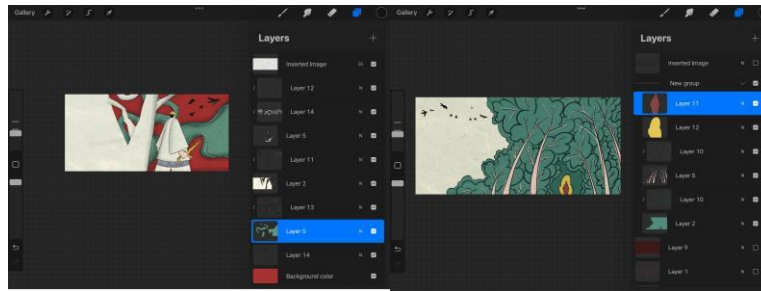 Gallery
Layers
Inserted Image
Layer 12
N
Layer 14
N
Layer 5
N
Layer 11
N
Layer 2
N
Layer 13
N
Layer 5
N
Layer 14
N
Background color
Gallery
Layers
Inserted Image
N
New group
Layer 11
N
Layer 12
N
Layer 10
N
Layer 8
N
Layer 10
N
Layer 2
N
Layer 9
N
Layer 1
N